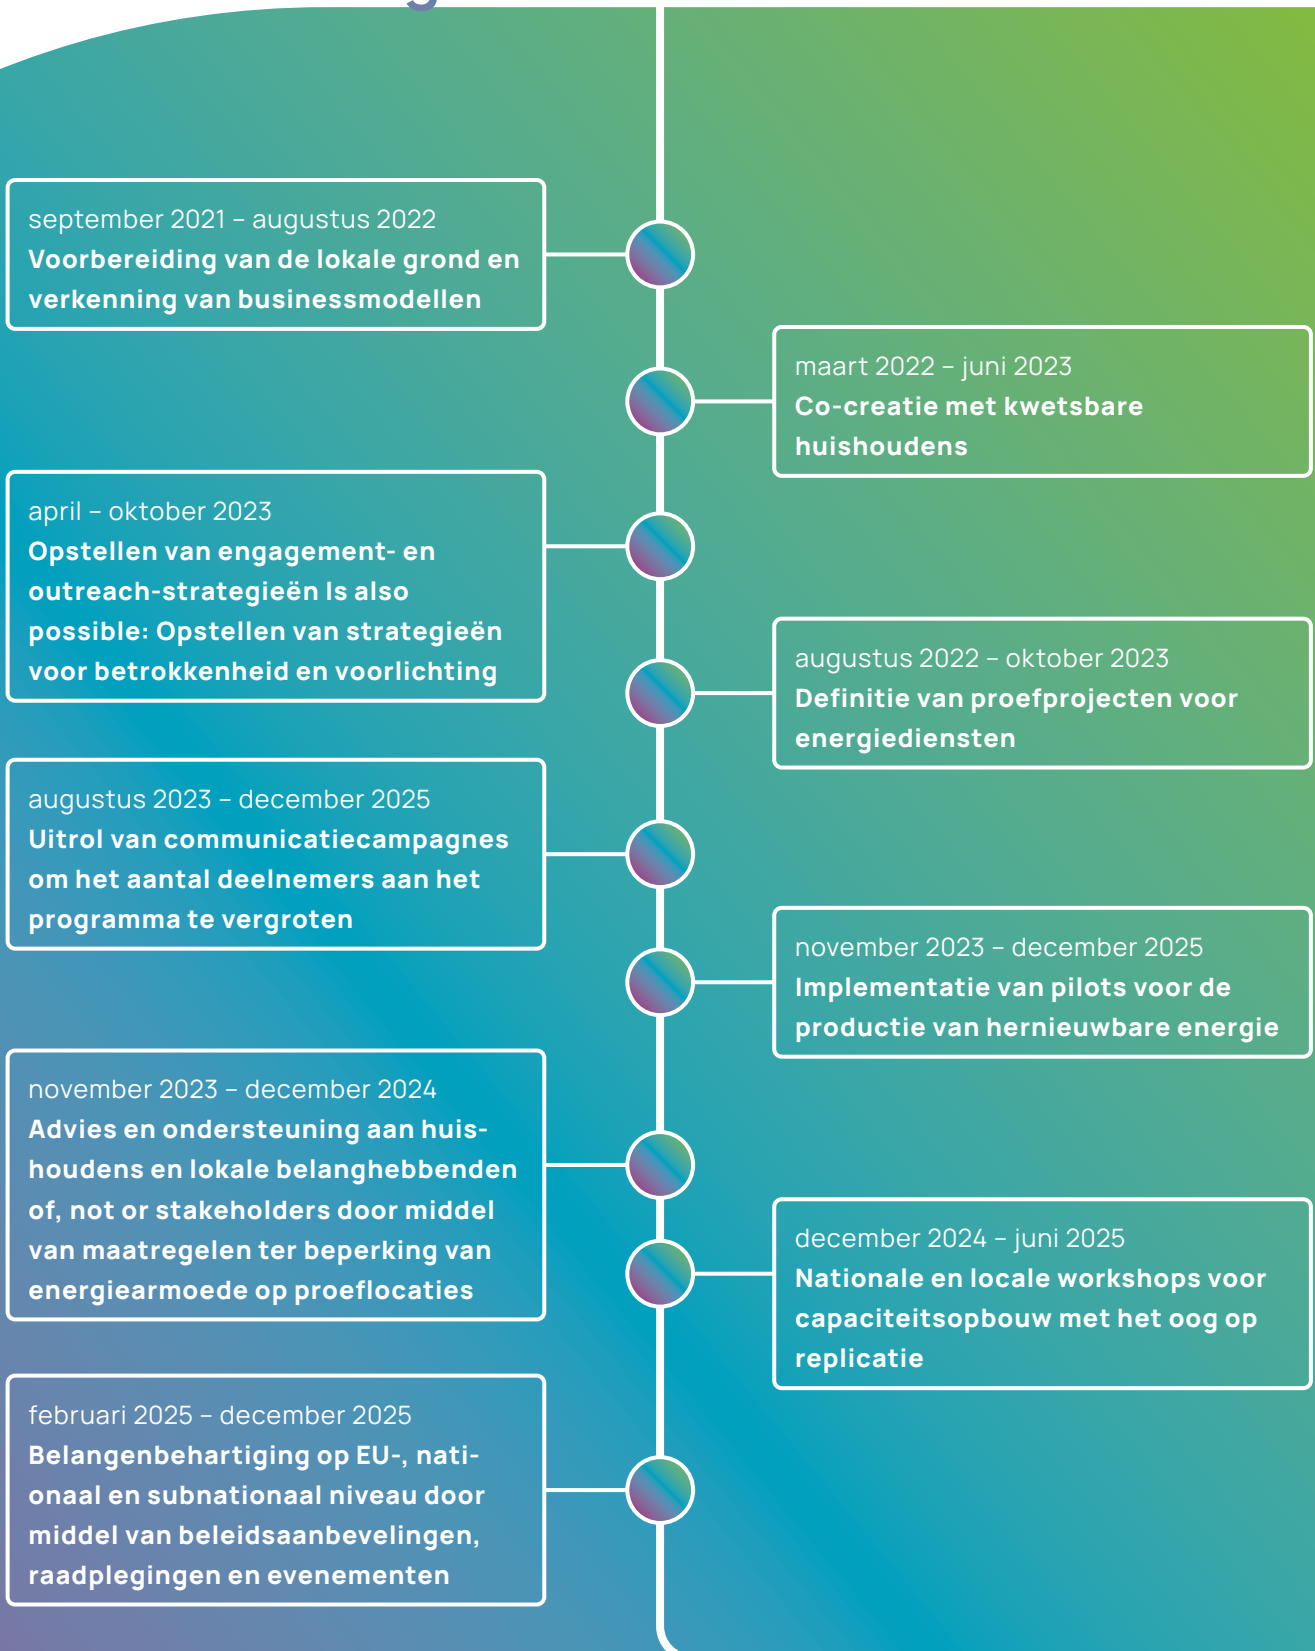 september 2021 – augustus 2022
Voorbereiding van de lokale grond en
verkenning van businessmodellen
maart 2022 – juni 2023
Co-creatie met kwetsbare
huishoudens
april – oktober 2023
Opstellen van engagement- en
outreach-strategieën Is also
possible: Opstellen van strategieën
voor betrokkenheid en voorlichting
augustus 2022 – oktober 2023
Definitie van proefprojecten voor
energiediensten
augustus 2023 – december 2025
Uitrol van communicatiecampagnes
om het aantal deelnemers aan het
programma te vergroten
november 2023 – december 2025
Implementatie van pilots voor de
productie van hernieuwbare energie
november 2023 – december 2024
Advies en ondersteuning aan huis-
houdens en lokale belanghebbenden
of, not or stakeholders door middel
van maatregelen ter beperking van
energiearmoede op proeflocaties
december 2024 – juni 2025
Nationale en locale workshops voor
capaciteitsopbouw met het oog op
replicatie
februari 2025 – december 2025
Belangenbehartiging op EU-, nati-
onaal en subnationaal niveau door
middel van beleidsaanbevelingen,
raadplegingen en evenementen